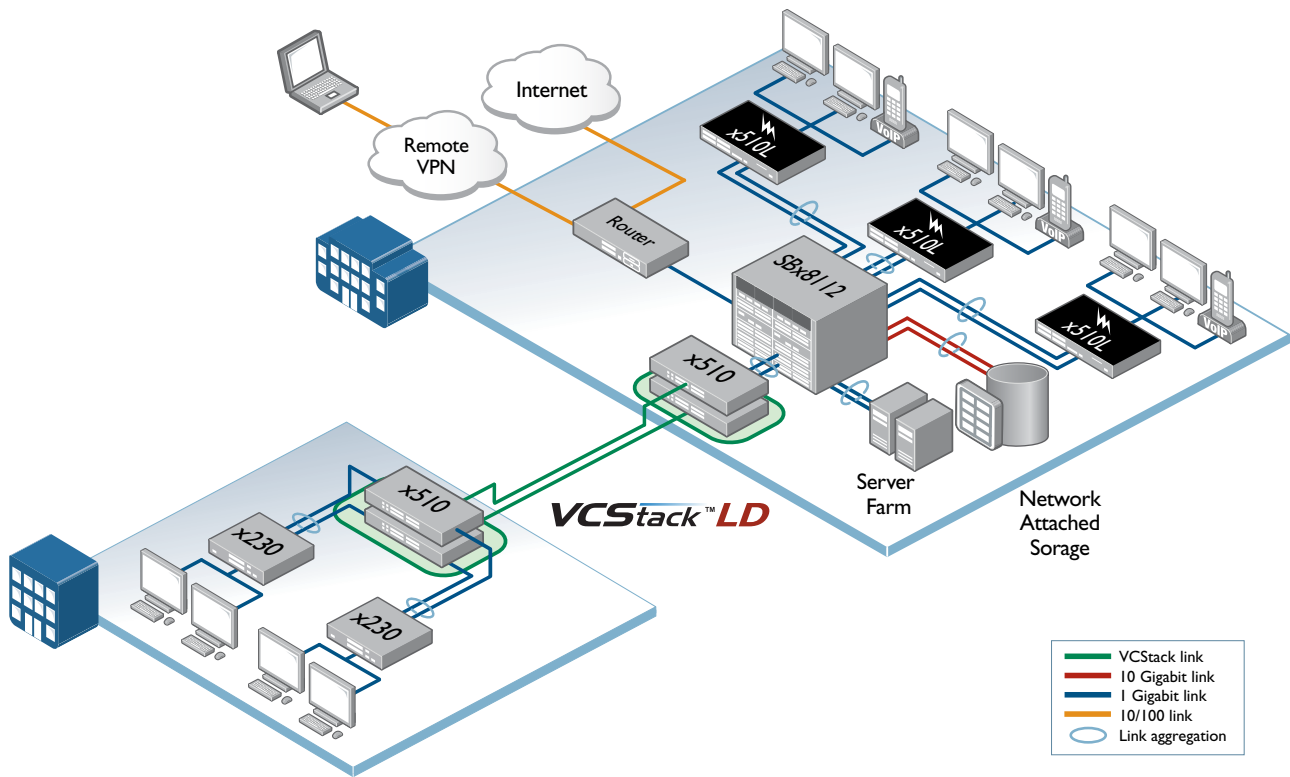 Internet
Remote
VPN
Router
x510L
VoIP
x510L
VoIP
x510L
VoIP
SBx8112
x510
Server
Farm
Network
Attached
Sorage
x510
VCStack™ LD
x230
x230
VCStack link
10 Gigabit link
1 Gigabit link
10/100 link
Link aggregation